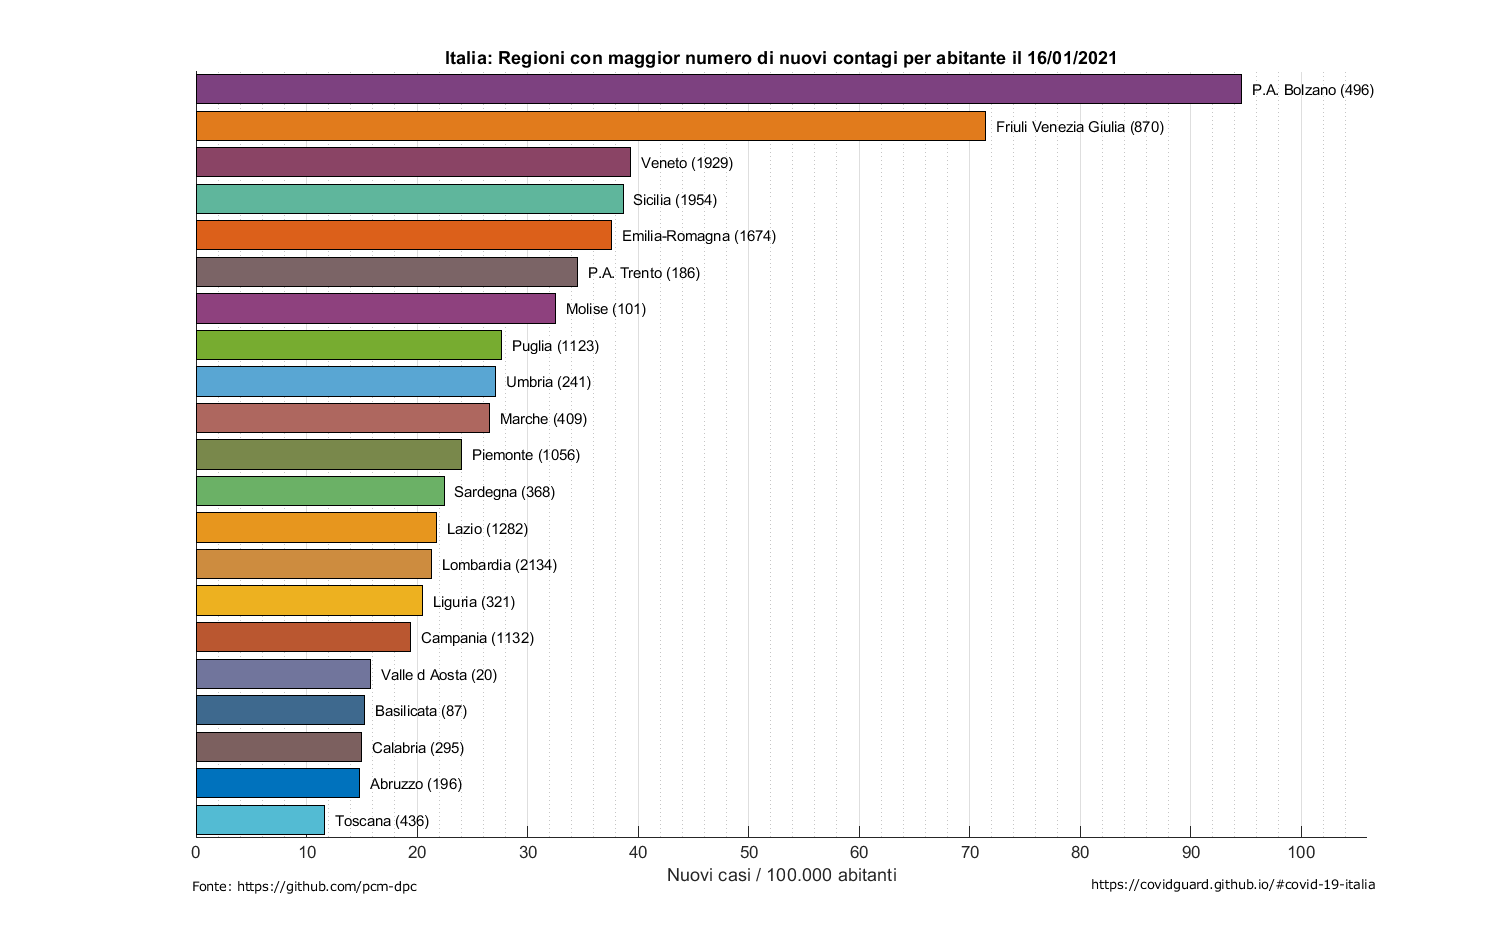 Italia: Regioni con maggior numero di nuovi contagi per abitante il 16/01/2021
P.A. Bolzano (496)
Friuli Venezia Giulia (870)
Veneto (1929)
Sicilia (1954)
Emilia-Romagna (1674)
P.A. Trento (186)
Molise (101)
Puglia (1123)
Umbria (241)
Marche (409)
Piemonte (1056)
Sardegna (368)
Lazio (1282)
Lombardia (2134)
Liguria (321)
Campania (1132)
Valle d Aosta (20)
Basilicata (87)
Calabria (295)
Abruzzo (196)
Toscana (436)
0 10 20 30 40 50 60 70 80 90 100
Nuovi casi / 100.000 abitanti
Fonte: https://github.com/pcm-dpc
https://covidguard.github.io/#covid-19-italia